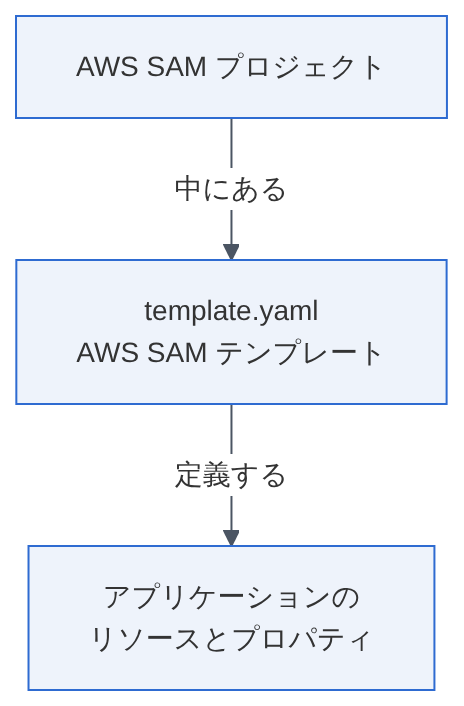 AWS SAM プロジェクト
中にある
template.yaml
AWS SAM テンプレート
定義する
アプリケーションの
リソースとプロパティ